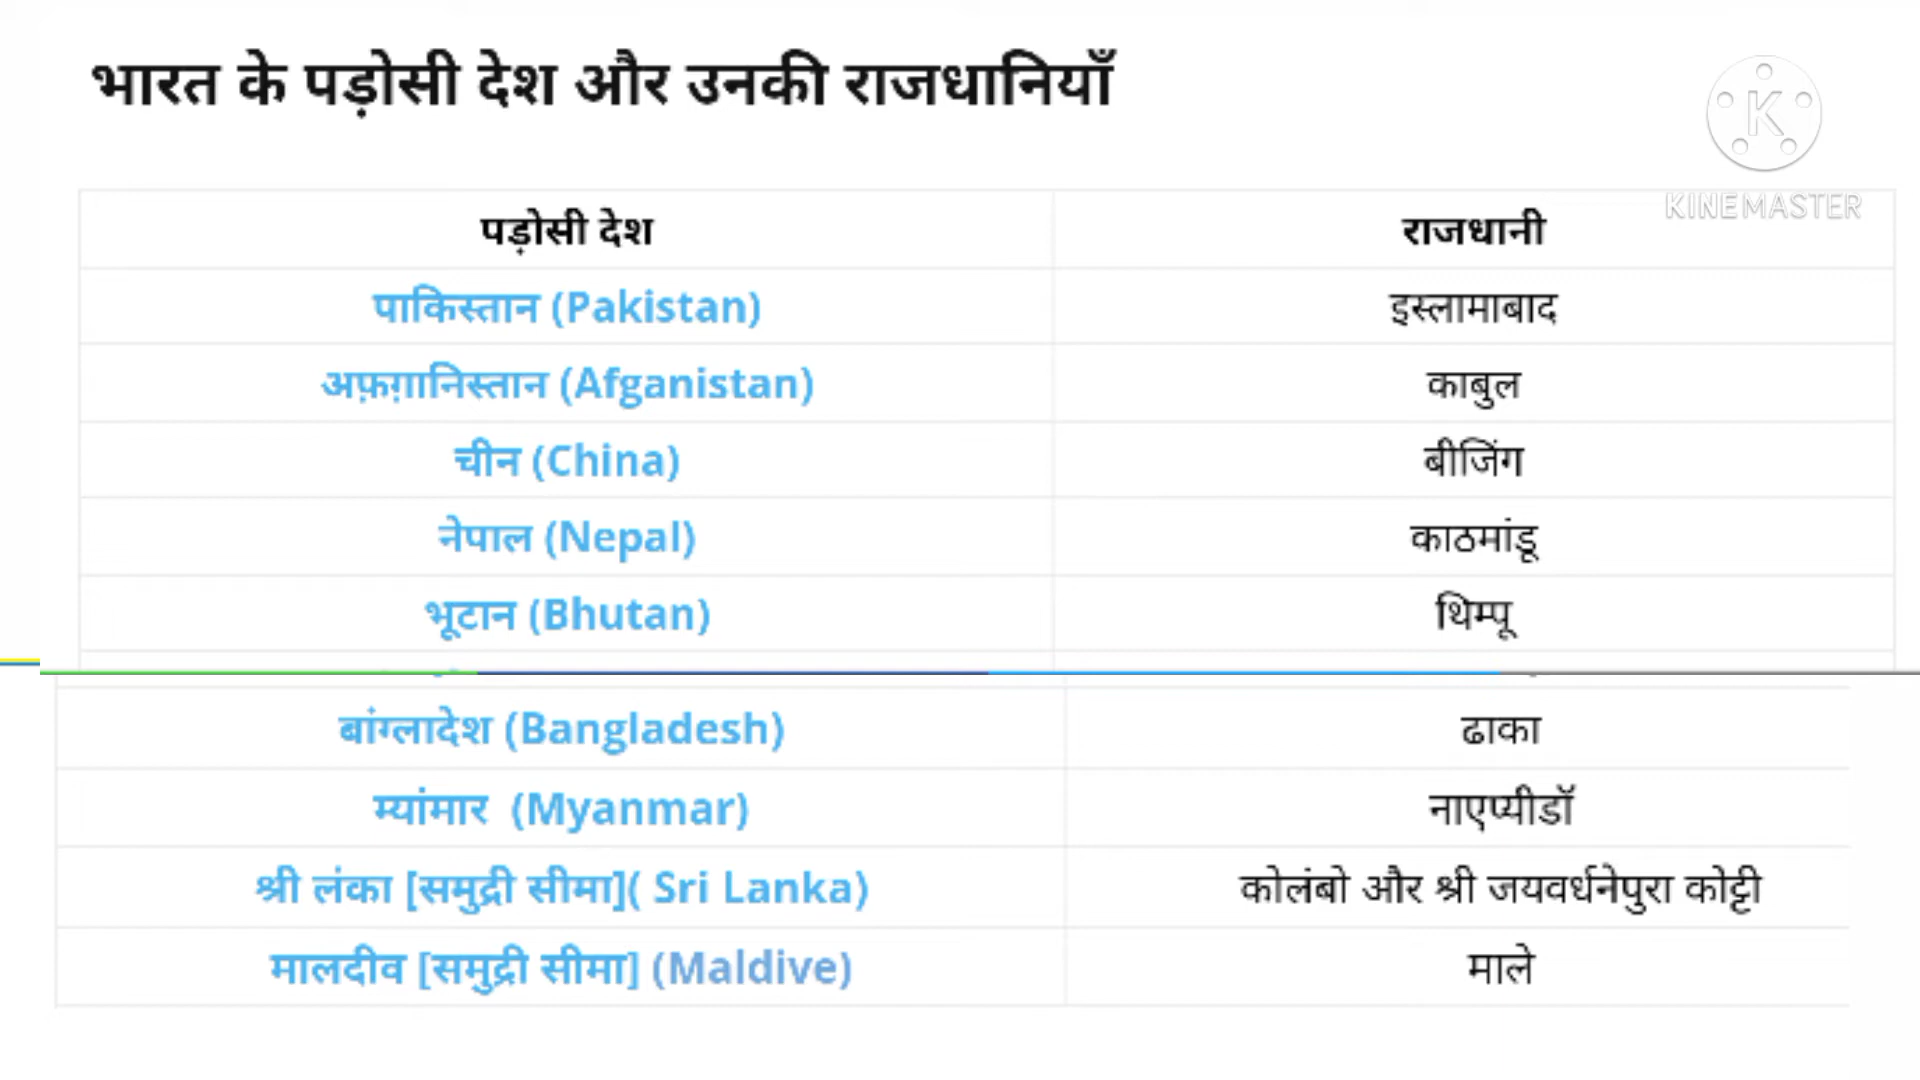 भारत के पड़ोसी देश और उनकी राजधानियाँ
K
KINEMASTER
पड़ोसी देश राजधानी
पाकिस्तान (Pakistan) इस्लामाबाद
अफ़ग़ानिस्तान (Afganistan) काबुल
चीन (China) बीजिंग
नेपाल (Nepal) काठमांडू
भूटान (Bhutan) थिम्पू
बांग्लादेश (Bangladesh) ढाका
म्यांमार (Myanmar) नाएप्यीडॉ
श्री लंका [समुद्री सीमा]( Sri Lanka) कोलंबो और श्री जयवर्धनेपुरा कोट्टी
मालदीव [समुद्री सीमा] (Maldive) माले